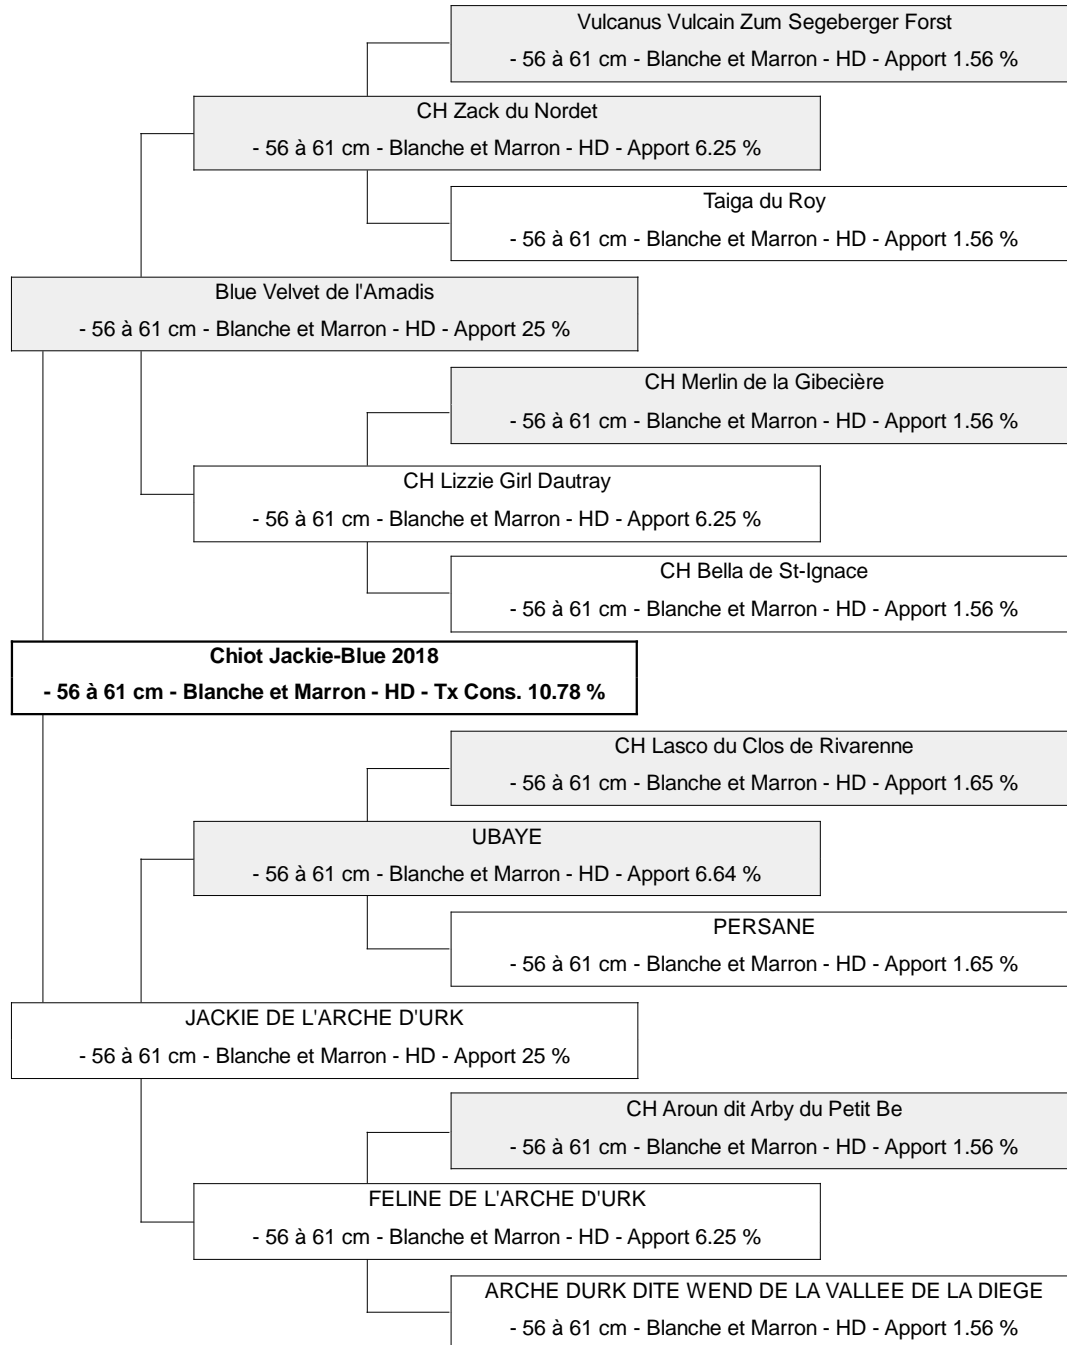 Vulcanus Vulcain Zum Segeberger Forst
- 56 à 61 cm - Blanche et Marron - HD - Apport 1.56 %
CH Zack du Nordet
- 56 à 61 cm - Blanche et Marron - HD - Apport 6.25 %
Taiga du Roy
- 56 à 61 cm - Blanche et Marron - HD - Apport 1.56 %
Blue Velvet de l'Amadis
- 56 à 61 cm - Blanche et Marron - HD - Apport 25 %
CH Merlin de la Gibecière
- 56 à 61 cm - Blanche et Marron - HD - Apport 1.56 %
CH Lizzie Girl Dautray
- 56 à 61 cm - Blanche et Marron - HD - Apport 6.25 %
CH Bella de St-Ignace
- 56 à 61 cm - Blanche et Marron - HD - Apport 1.56 %
Chiot Jackie-Blue 2018
- 56 à 61 cm - Blanche et Marron - HD - Tx Cons. 10.78 %
CH Lasco du Clos de Rivarenne
- 56 à 61 cm - Blanche et Marron - HD - Apport 1.65 %
UBAYE
- 56 à 61 cm - Blanche et Marron - HD - Apport 6.64 %
PERSANE
- 56 à 61 cm - Blanche et Marron - HD - Apport 1.65 %
JACKIE DE L'ARCHE D'URK
- 56 à 61 cm - Blanche et Marron - HD - Apport 25 %
CH Aroun dit Arby du Petit Be
- 56 à 61 cm - Blanche et Marron - HD - Apport 1.56 %
FELINE DE L'ARCHE D'URK
- 56 à 61 cm - Blanche et Marron - HD - Apport 6.25 %
ARCHE DURK DITE WEND DE LA VALLEE DE LA DIEGE
- 56 à 61 cm - Blanche et Marron - HD - Apport 1.56 %